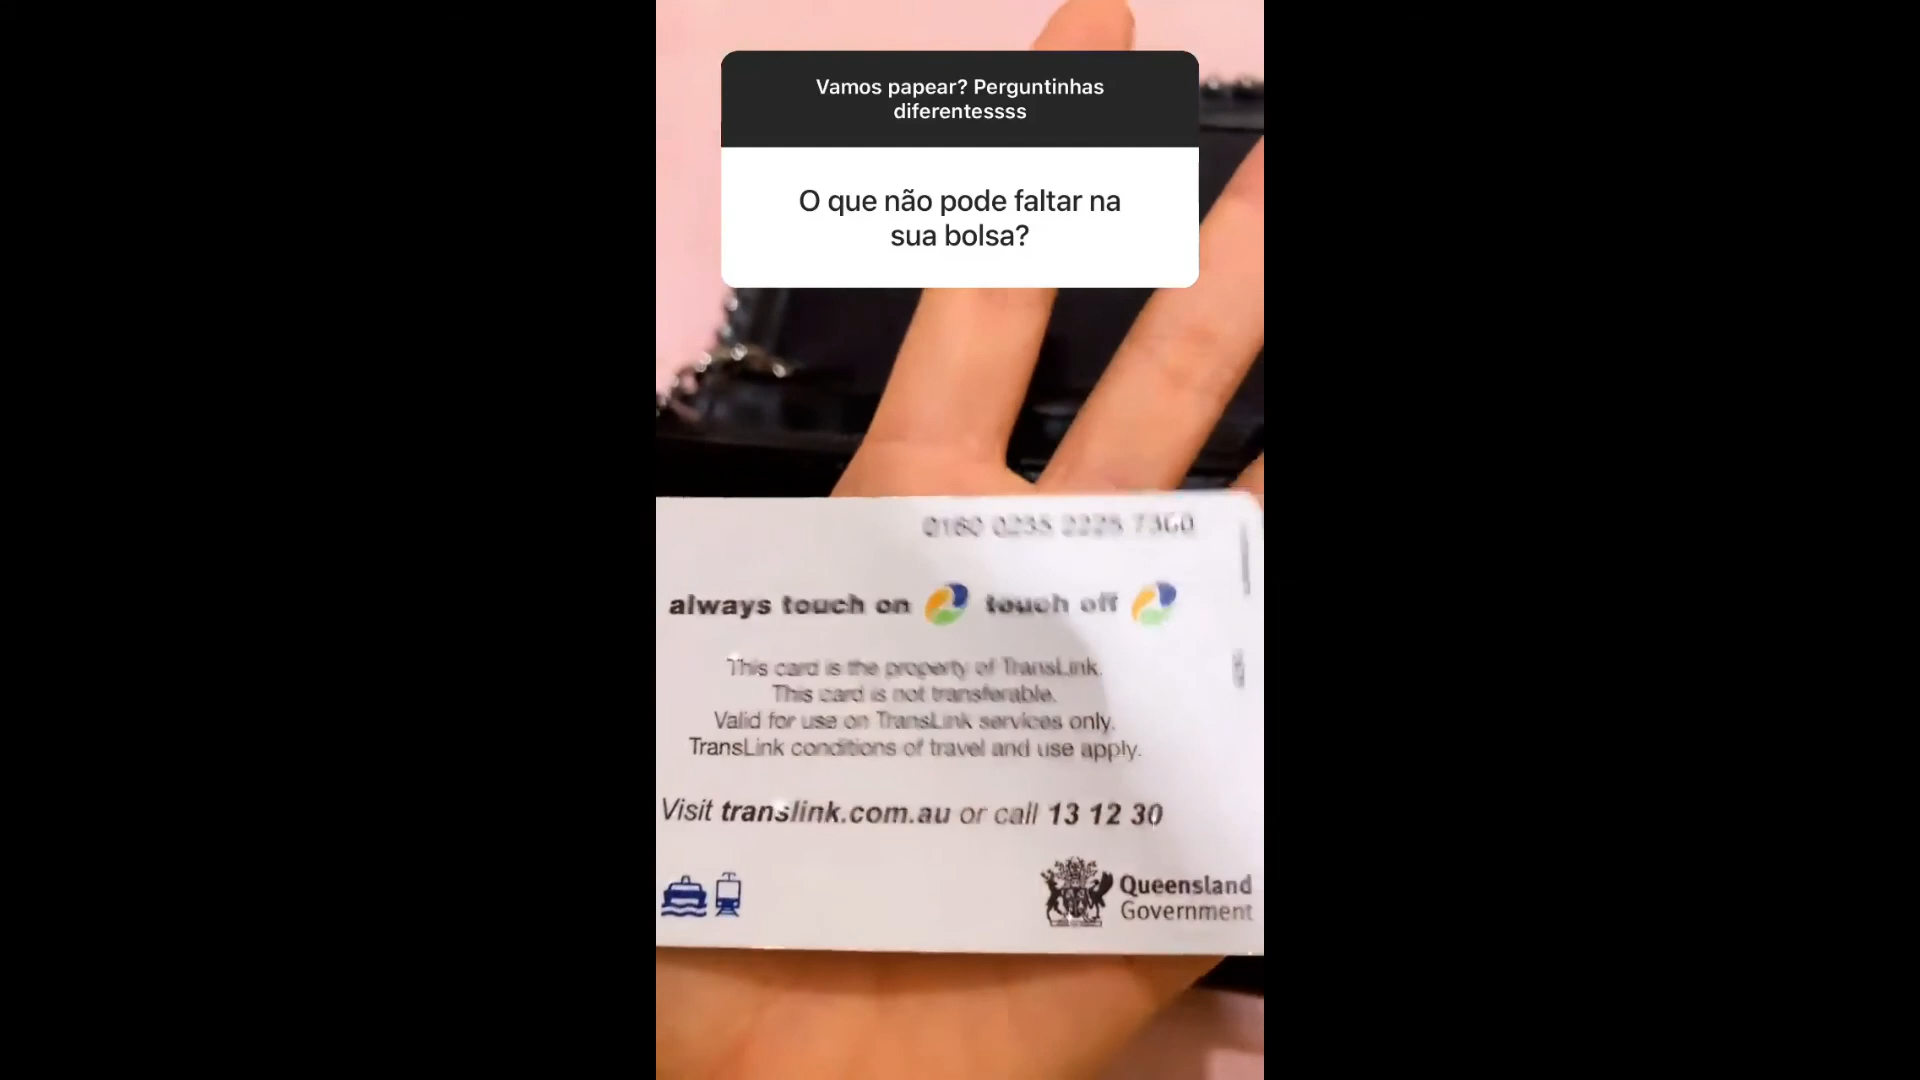 Vamos papear? Perguntinhas
diferentessss
O que não pode faltar na
sua bolsa?
always touch on touch off
This card is the property of TransLink.
This card is not transferable.
Valid for use on TransLink services only.
TransLink conditions of travel and use apply.
Visit translink.com.au or call 13 12 30
Queensland
Government